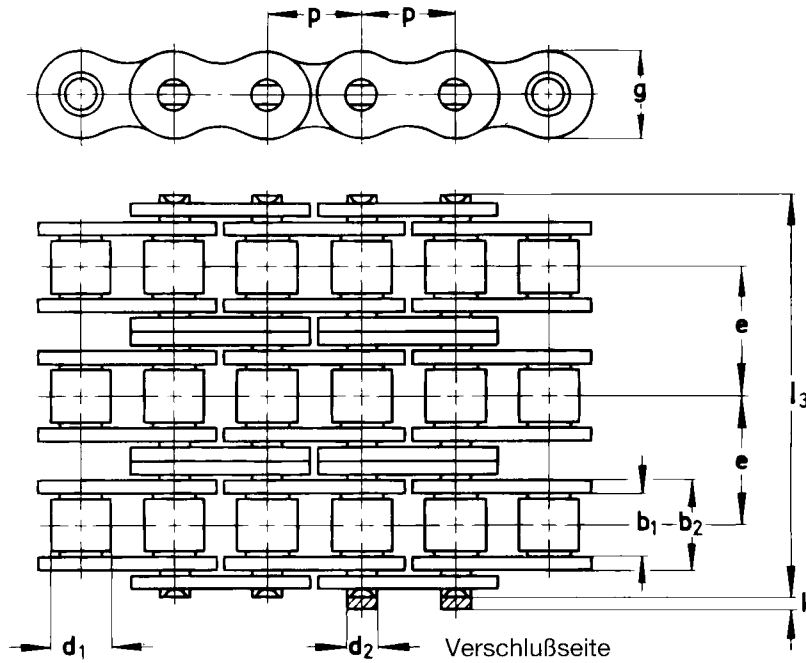 p p
g
e
l₃
e
b₁ b₂
d₁ d₂ Verschlußseite